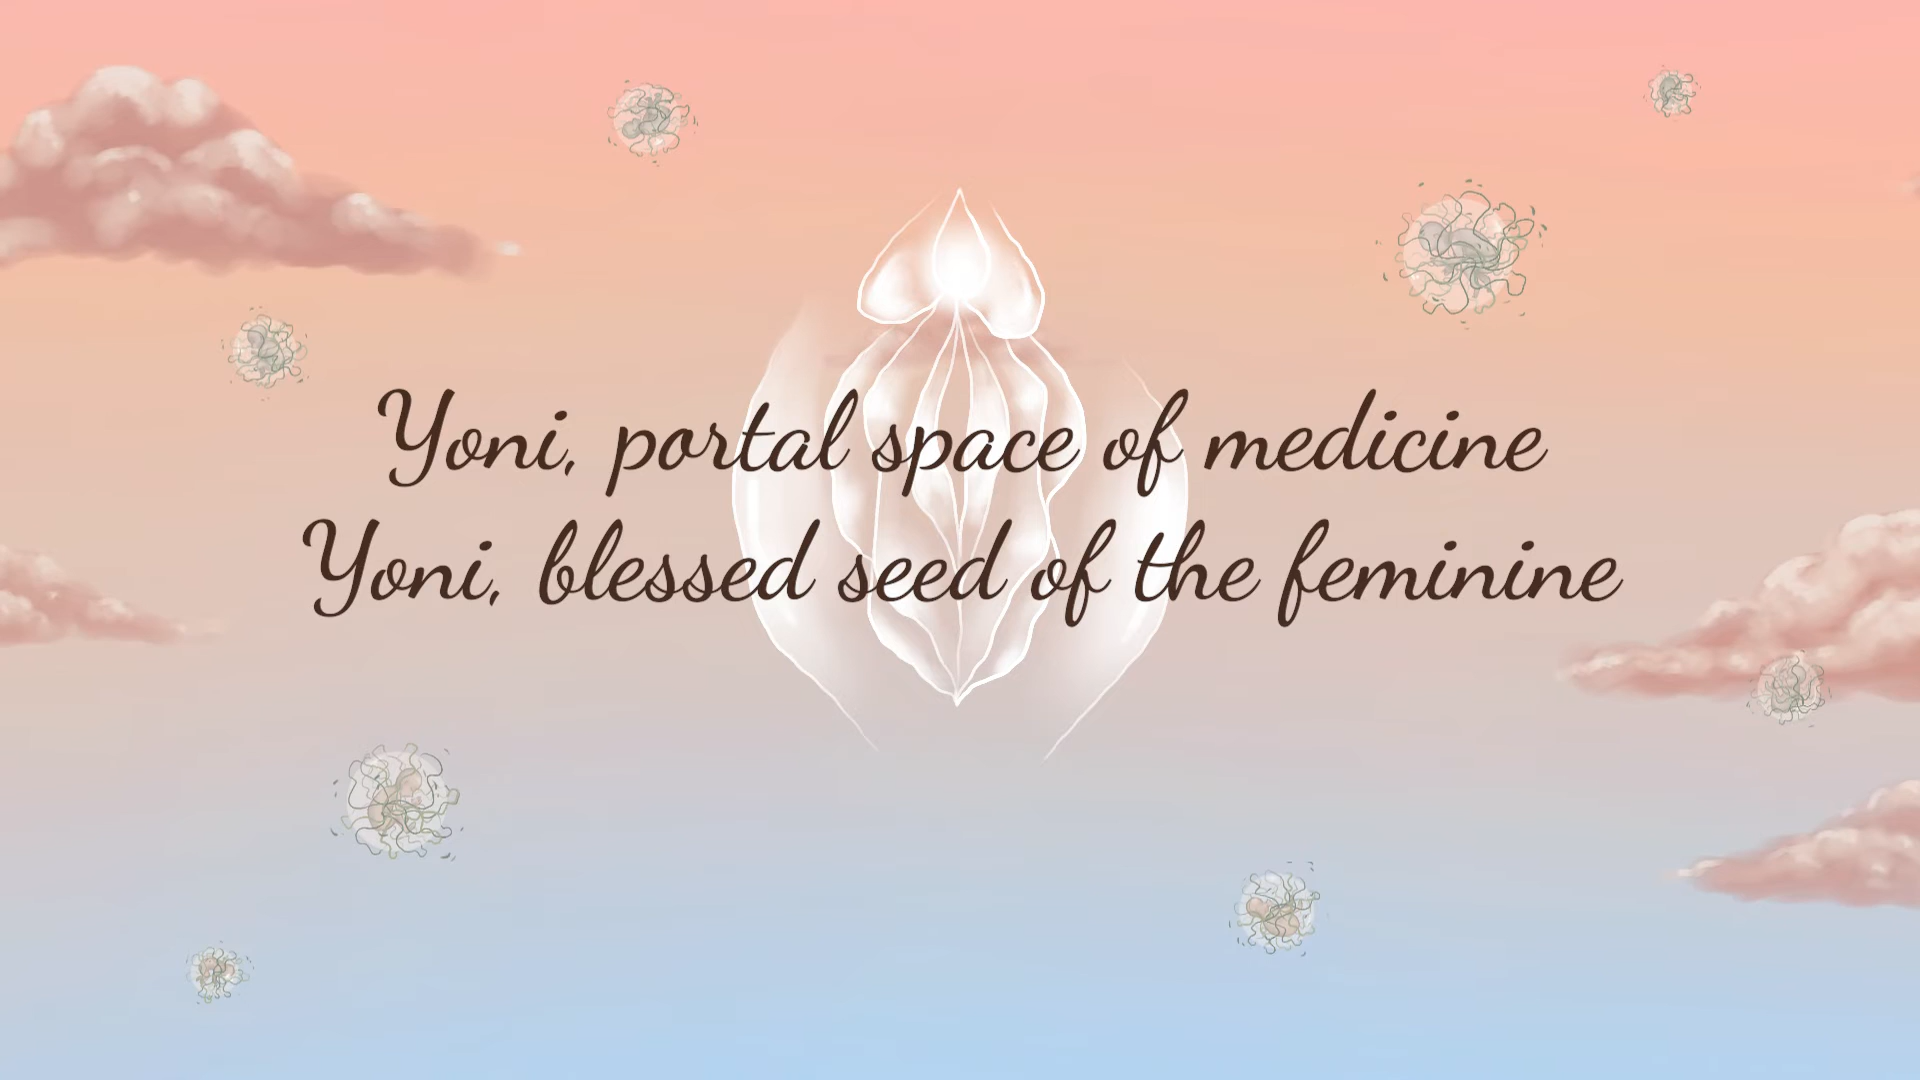 Yoni, portal space of medicine
Yoni, blessed seed of the feminine